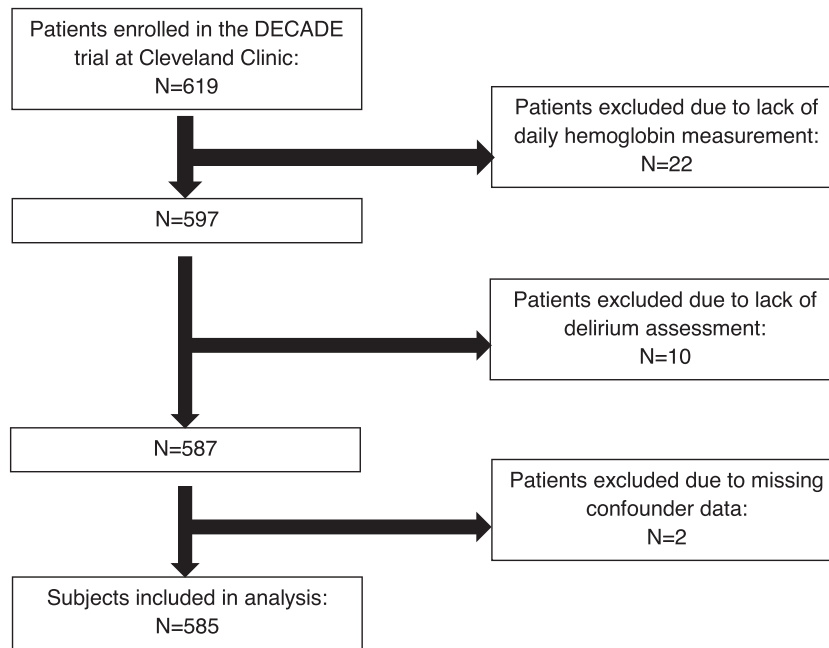 Patients enrolled in the DECADE
trial at Cleveland Clinic:
N=619
Patients excluded due to lack of
daily hemoglobin measurement:
N=22
N=597
Patients excluded due to lack of
delirium assessment:
N=10
N=587
Patients excluded due to missing
confounder data:
N=2
Subjects included in analysis:
N=585